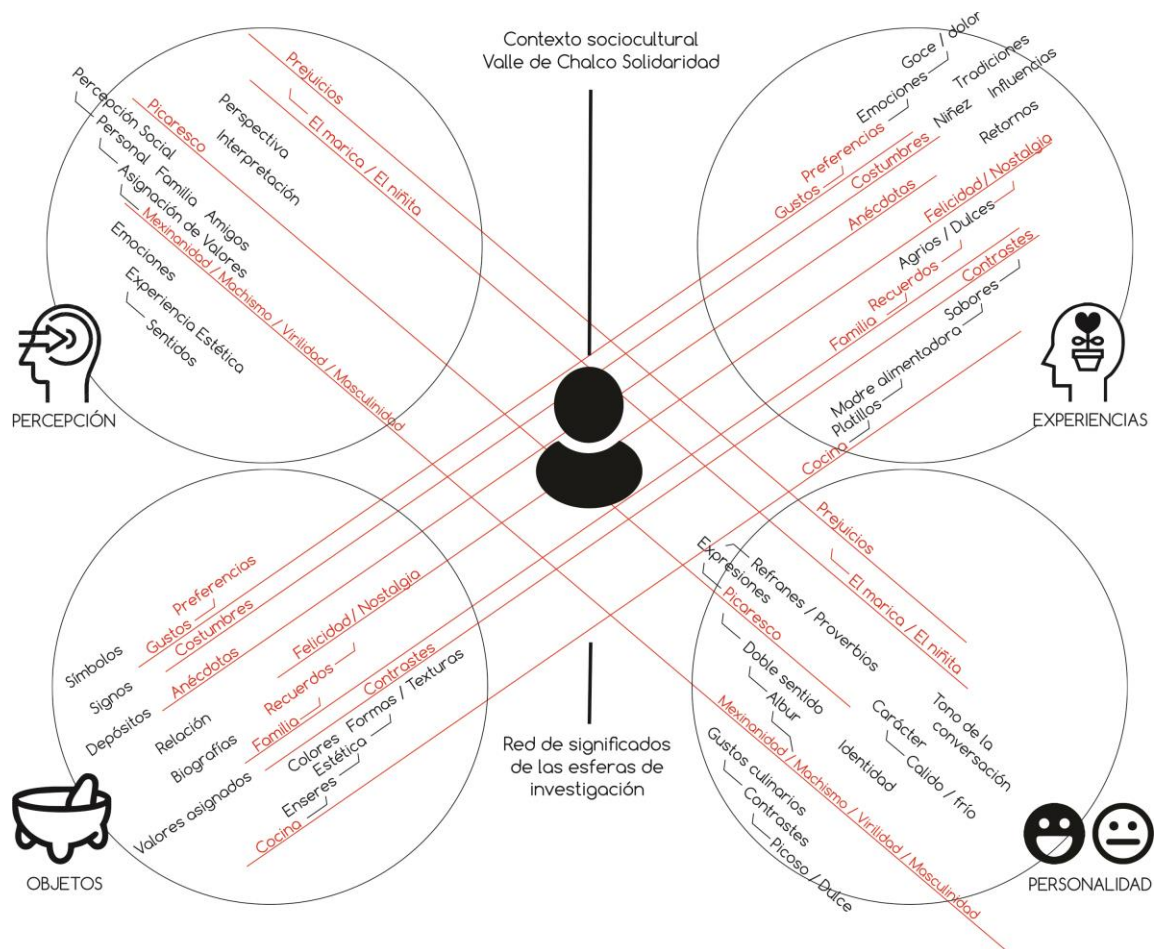 Contexto sociocultural
Valle de Chalco Solidaridad
Prejuicios
El marica / El niñita
Perspectiva
Interpretación
Picaresco
Percepción Social
Personal Familia Amigos
Asignación de Valores
Mexinanidad / Machismo / Virilidad / Masculinidad
Emociones
Experiencia Estética
Sentidos
PERCEPCIÓN
Goce / dolor
Emociones
Tradiciones
Influencias
Niñez
Retornos
Preferencias
Gustos
Costumbres
Anécdotas
Felicidad / Nostalgia
Agrios / Dulces
Recuerdos
Familia
Contrastes
Sabores
Madre alimentadora
Platillos
Cocina
EXPERIENCIAS
Símbolos
Signos
Depósitos
Relación
Biografías
Valores asignados
Preferencias
Gustos
Costumbres
Anécdotas
Felicidad / Nostalgia
Recuerdos
Familia
Contrastes
Colores Formas / Texturas
Estética
Enseres
Cocina
OBJETOS
Red de significados
de las esferas de
investigación
Prejuicios
El marica / El niñita
Refranes / Proverbios
Expresiones
Picaresco
Doble sentido
Albur
Mexinanidad / Machismo / Virilidad / Masculinidad
Tono de la
conversación
Carácter
Calido / frío
Identidad
Gustos culinarios
Contrastes
Picoso / Dulce
PERSONALIDAD